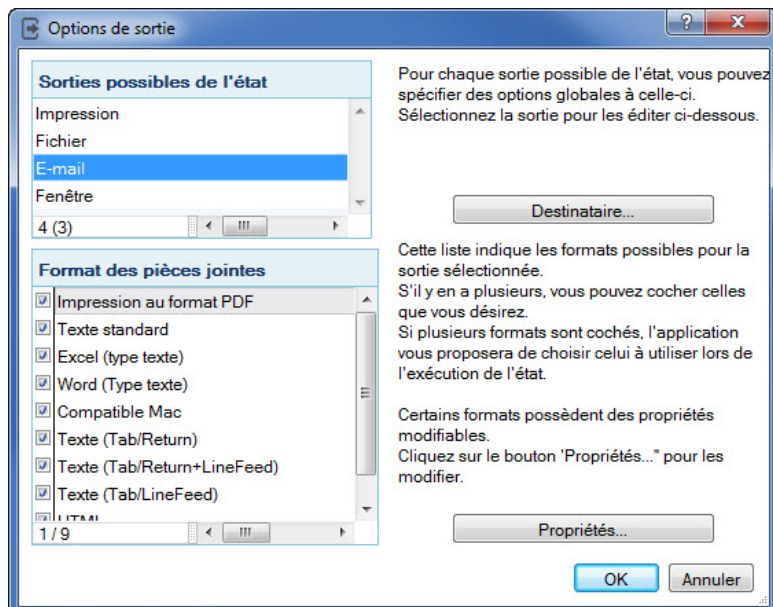 Options de sortie
?
X
Sorties possibles de l'état
Impression
Fichier
E-mail
Fenêtre
4 (3)
Pour chaque sortie possible de l'état, vous pouvez
spécifier des options globales à celle-ci.
Sélectionnez la sortie pour les éditer ci-dessous.
Destinataire...
Format des pièces jointes
Impression au format PDF
Texte standard
Excel (type texte)
Word (Type texte)
Compatible Mac
Texte (Tab/Return)
Texte (Tab/Return+LineFeed)
Texte (Tab/LineFeed)
HTML
1 / 9
Cette liste indique les formats possibles pour la
sortie sélectionnée.
S'il y en a plusieurs, vous pouvez cocher celles
que vous désirez.
Si plusieurs formats sont cochés, l'application
vous proposera de choisir celui à utiliser lors de
l'exécution de l'état.
Certains formats possèdent des propriétés
modifiables.
Cliquez sur le bouton 'Propriétés..." pour les
modifier.
Propriétés...
OK
Annuler